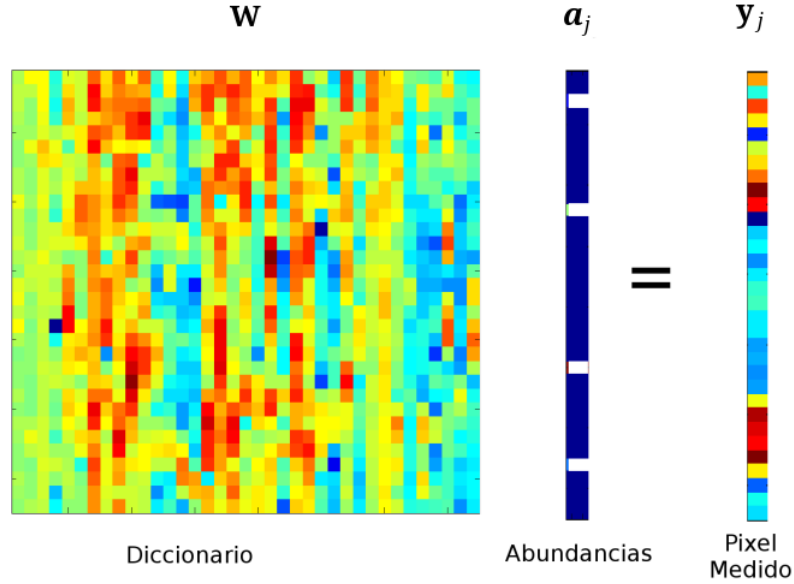 W
a_j
y_j
=
Diccionario
Abundancias
Pixel
Medido